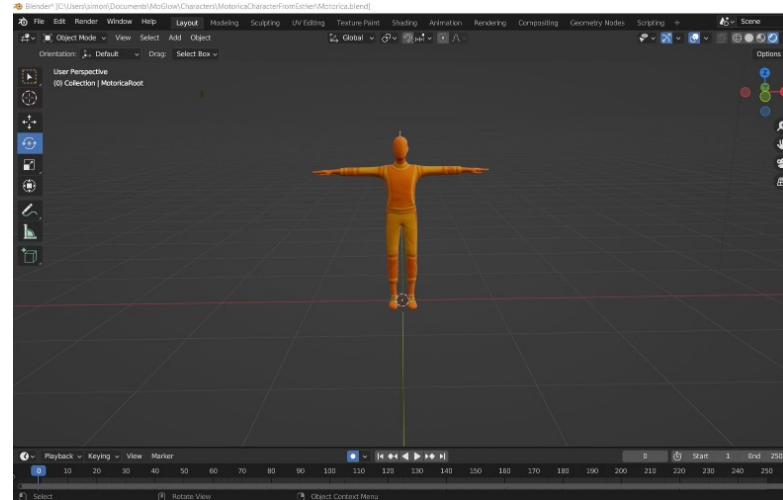 Blender* [C:\Users\simon\Documents\MoGlow\Characters\MotoricaCharacterFromEsther\Motorica.blend]
File Edit Render Window Help Layout Modeling Sculpting UV Editing Texture Paint Shading Animation Rendering Compositing Geometry Nodes Scripting + Scene
Object Mode View Select Add Object Global
Orientation: Default Drag: Select Box Options
User Perspective
(0) Collection | MotoricaRoot
Z
Playback Keying View Marker 0 Start 1 End 250
0 10 20 30 40 50 60 70 80 90 100 110 120 130 140 150 160 170 180 190 200 210 220 230 240 250
Select Rotate View Object Context Menu